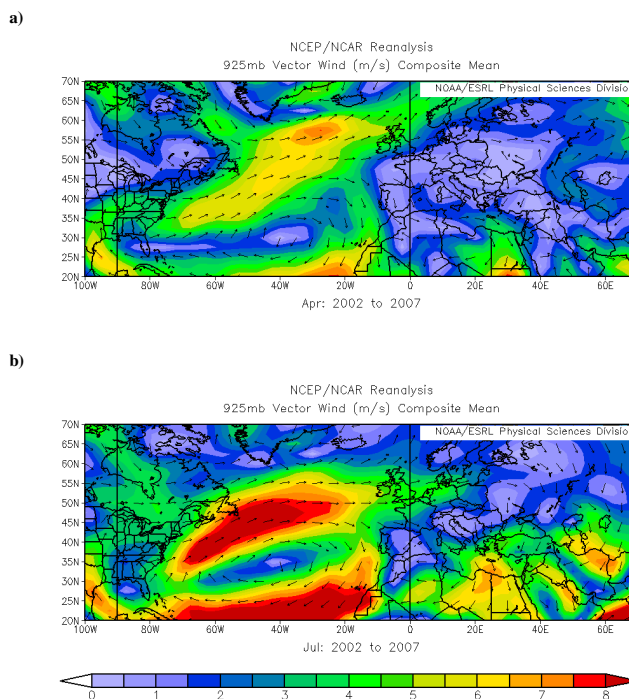 a)
NCEP/NCAR Reanalysis
925mb Vector Wind (m/s) Composite Mean
NOAA/ESRL Physical Sciences Divisio
70N
65N
60N
55N
50N
45N
40N
35N
30N
25N
20N
100W 80W 60W 40W 20W 0 20E 40E 60E
Apr: 2002 to 2007
b)
NCEP/NCAR Reanalysis
925mb Vector Wind (m/s) Composite Mean
NOAA/ESRL Physical Sciences Divisio
70N
65N
60N
55N
50N
45N
40N
35N
30N
25N
20N
100W 80W 60W 40W 20W 0 20E 40E 60E
Jul: 2002 to 2007
0 1 2 3 4 5 6 7 8